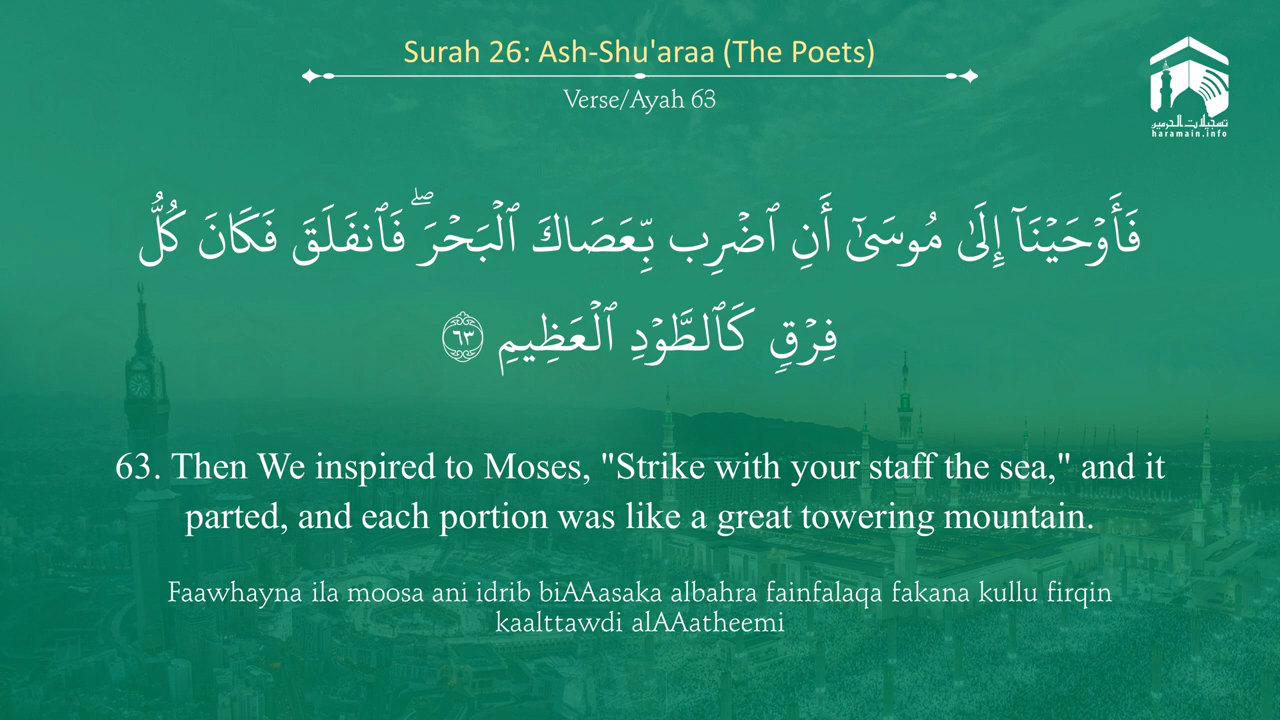 Surah 26: Ash-Shu'araa (The Poets)
Verse/Ayah 63
تسجيلات الحرمين
haramain.info
فَأَوْحَيْنَآ إِلَىٰ مُوسَىٰٓ أَنِ ٱضْرِب بِّعَصَاكَ ٱلْبَحْرَ ۖ فَٱنفَلَقَ فَكَانَ كُلُّ
فِرْقٍ كَٱلطَّوْدِ ٱلْعَظِيمِ ٦٣
63. Then We inspired to Moses, "Strike with your staff the sea," and it
parted, and each portion was like a great towering mountain.
Faawhayna ila moosa ani idrib biAAasaka albahra fainfalaqa fakana kullu firqin
kaalttawdi alAAatheemi